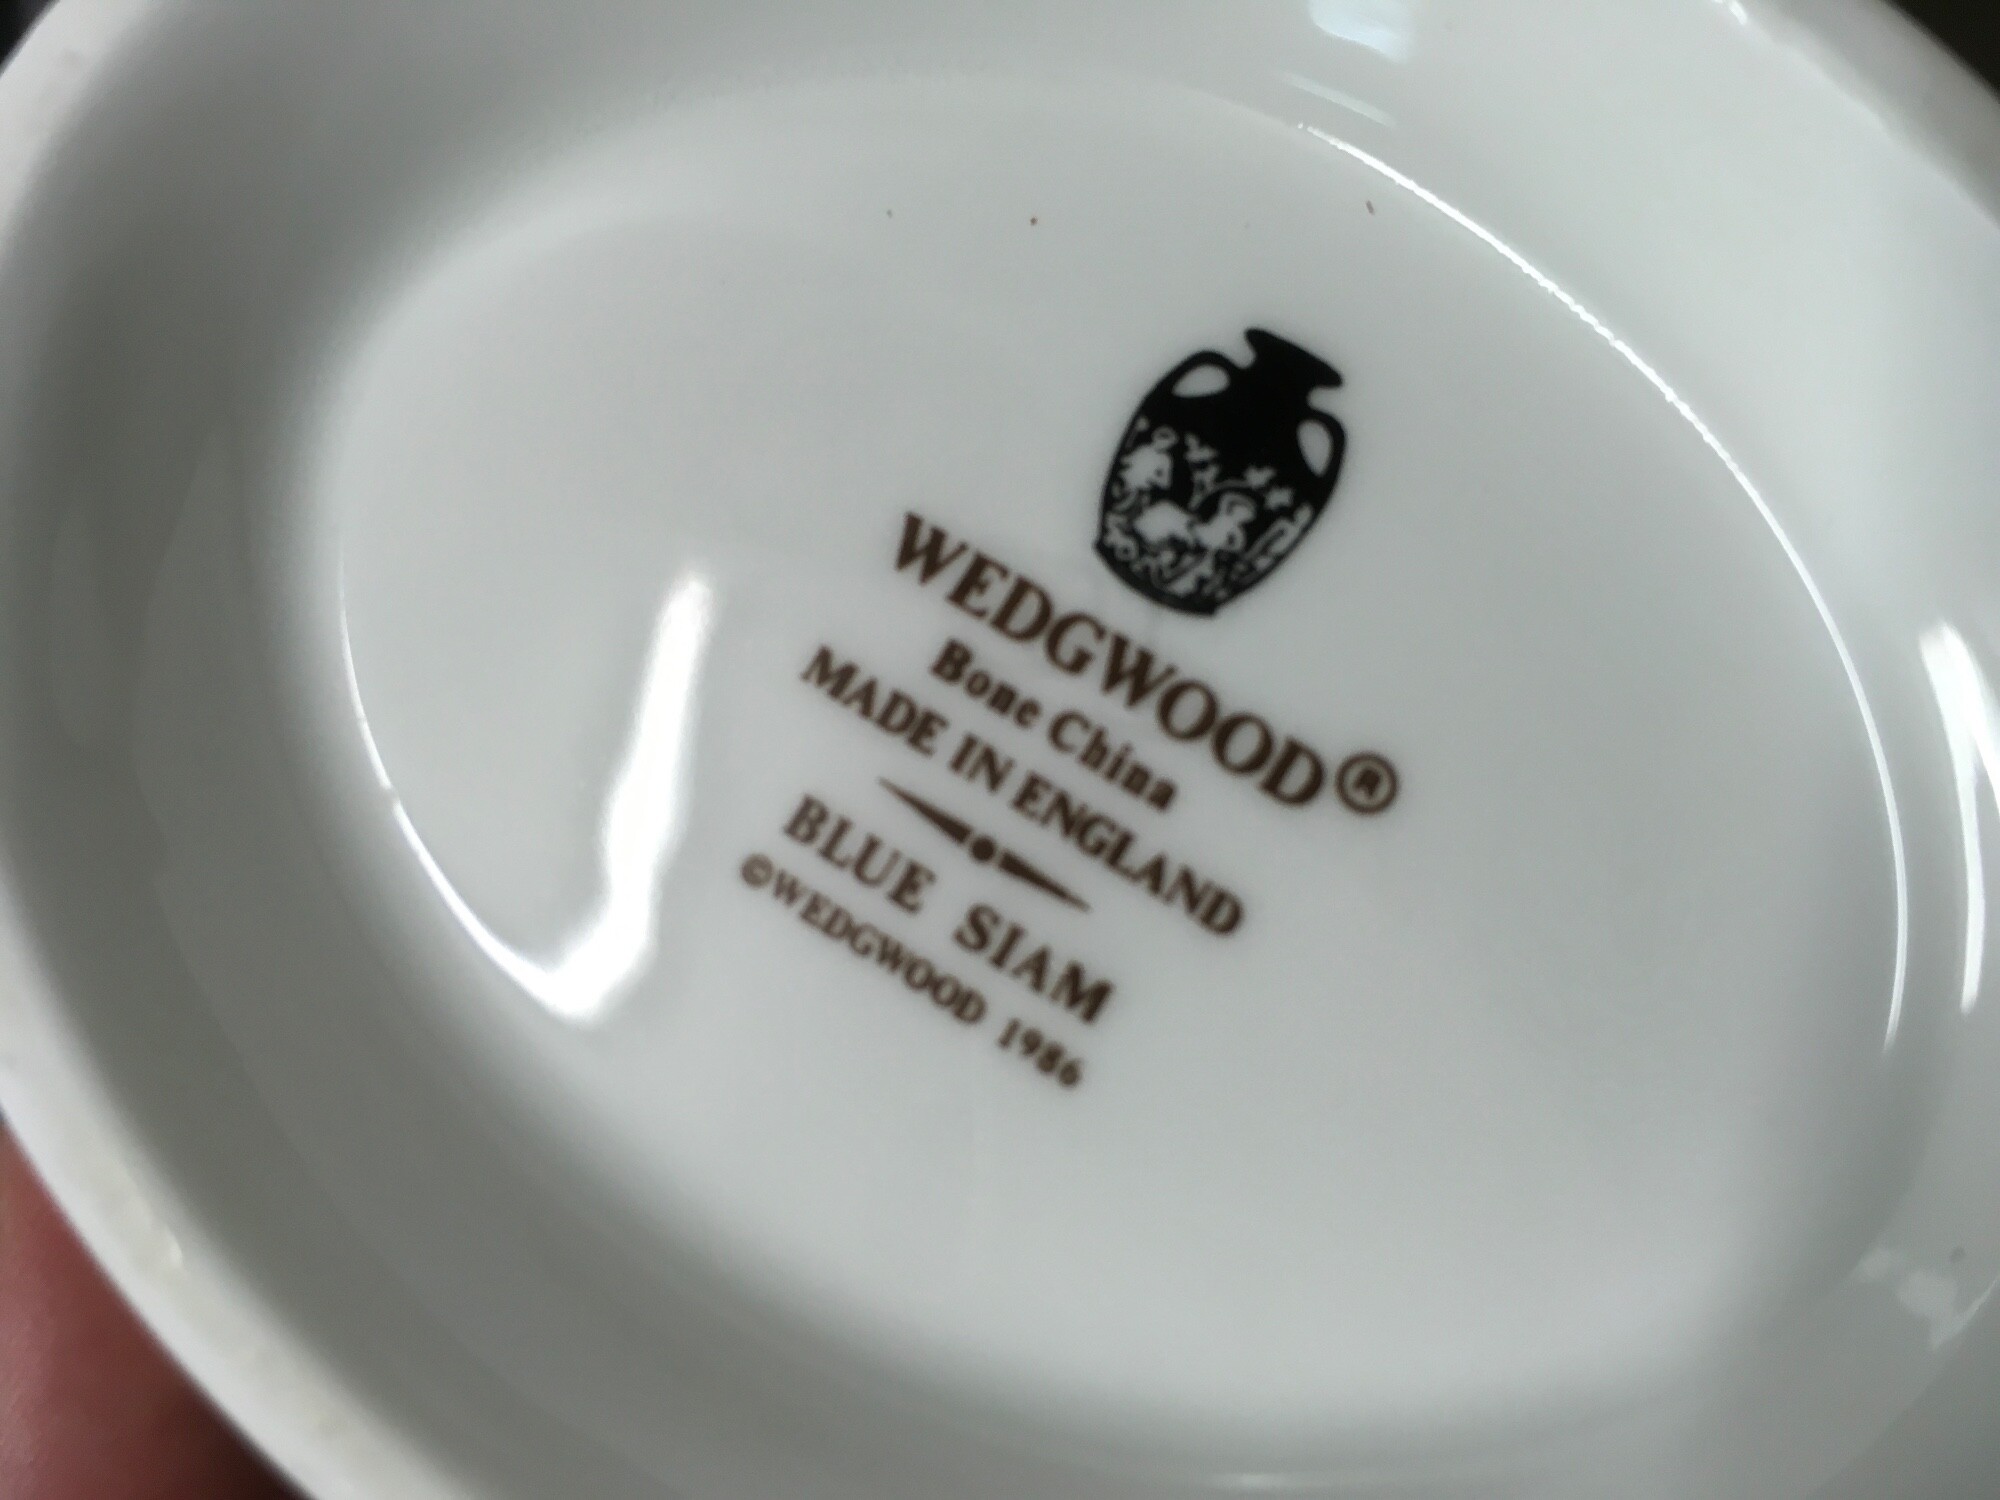 WEDGWOOD®
Bone China
MADE IN ENGLAND
BLUE SIAM
©WEDGWOOD 1986